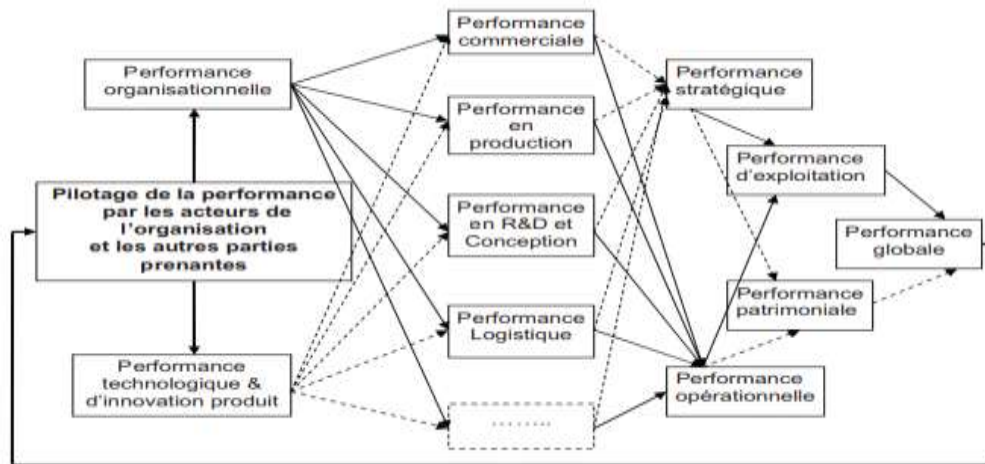 Performance
organisationnelle
Pilotage de la performance
par les acteurs de
l'organisation
et les autres parties
prenantes
Performance
technologique &
d'innovation produit
Performance
commerciale
Performance
en
production
Performance
en R&D et
Conception
Performance
Logistique
........
Performance
stratégique
Performance
opérationnelle
Performance
d'exploitation
Performance
patrimoniale
Performance
globale